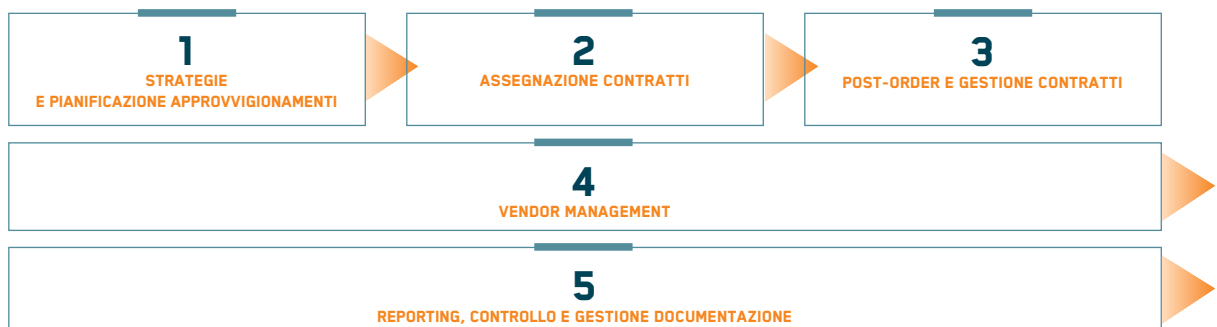 1
STRATEGIE
E PIANIFICAZIONE APPROVVIGIONAMENTI
2
ASSEGNAZIONE CONTRATTI
3
POST-ORDER E GESTIONE CONTRATTI
4
VENDOR MANAGEMENT
5
REPORTING, CONTROLLO E GESTIONE DOCUMENTAZIONE